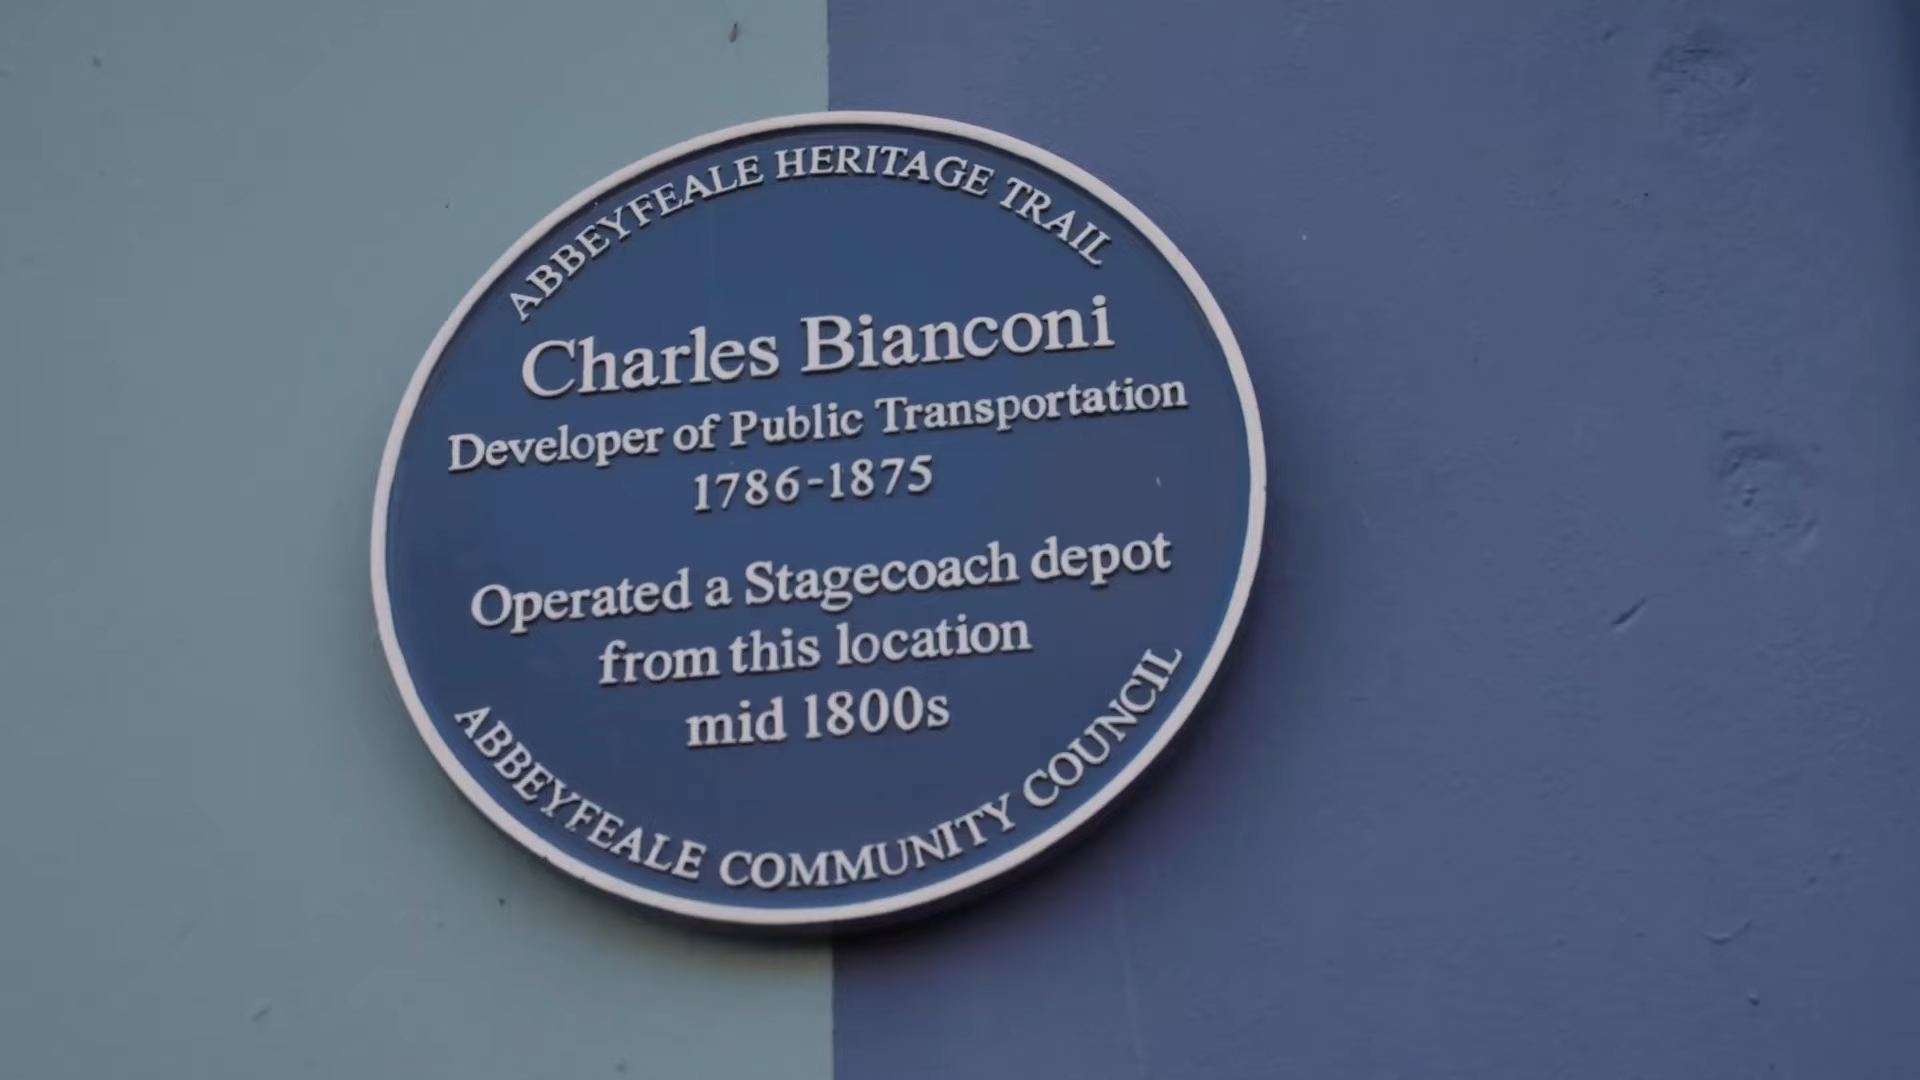 ABBEYFEALE HERITAGE TRAIL
Charles Bianconi
Developer of Public Transportation
1786-1875
Operated a Stagecoach depot
from this location
mid 1800s
ABBEYFEALE COMMUNITY COUNCIL